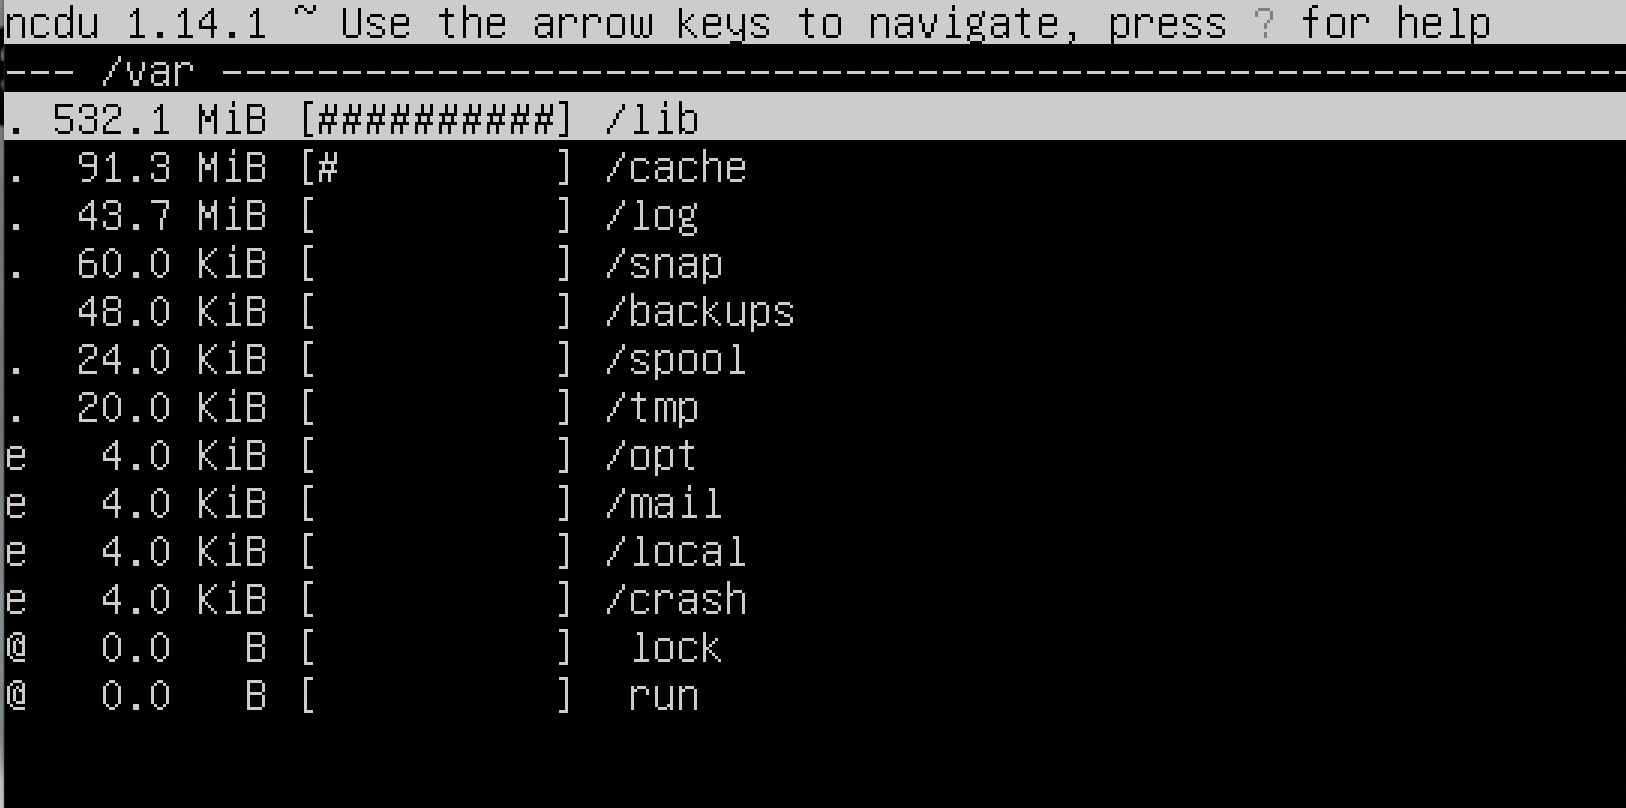 ncdu 1.14.1 ~ Use the arrow keys to navigate, press ? for help
--- /var -----------------------------------------------------------
. 532.1 MiB [##########] /lib
.  91.3 MiB [#         ] /cache
.  43.7 MiB [          ] /log
.  60.0 KiB [          ] /snap
   48.0 KiB [          ] /backups
.  24.0 KiB [          ] /spool
.  20.0 KiB [          ] /tmp
e   4.0 KiB [          ] /opt
e   4.0 KiB [          ] /mail
e   4.0 KiB [          ] /local
e   4.0 KiB [          ] /crash
@   0.0   B [          ]  lock
@   0.0   B [          ]  run